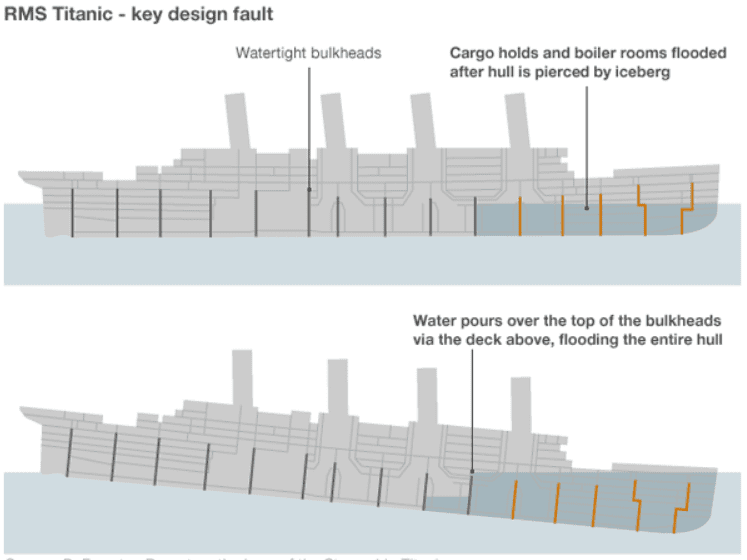 RMS Titanic - key design fault
Watertight bulkheads
Cargo holds and boiler rooms flooded
after hull is pierced by iceberg
Water pours over the top of the bulkheads
via the deck above, flooding the entire hull